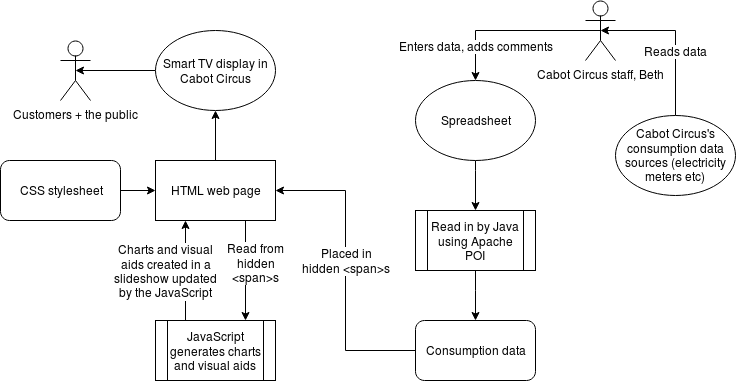 Smart TV display in
Cabot Circus
Customers + the public
Enters data, adds comments
Reads data
Cabot Circus staff, Beth
Spreadsheet
Cabot Circus's
consumption data
sources (electricity
meters etc)
CSS stylesheet
HTML web page
Read in by Java
using Apache
POI
Charts and visual
aids created in a
slideshow updated
by the JavaScript
Read from
hidden
<span>s
Placed in
hidden <span>s
JavaScript
generates charts
and visual aids
Consumption data